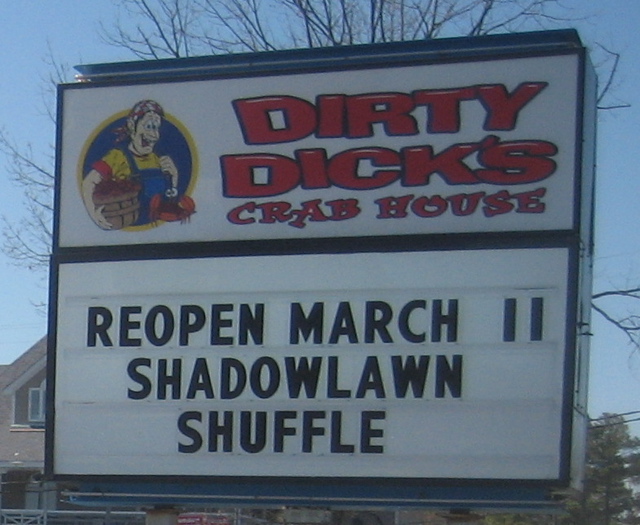 DIRTY
DICK'S
CRAB HOUSE
REOPEN MARCH 11
SHADOWLAWN
SHUFFLE